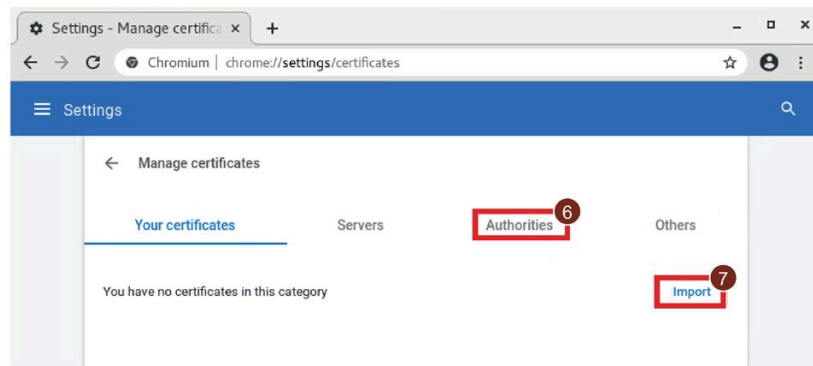 Settings - Manage certific
Chromium | chrome://settings/certificates
Settings
Manage certificates
Your certificates Servers Authorities Others
6
You have no certificates in this category Import
7